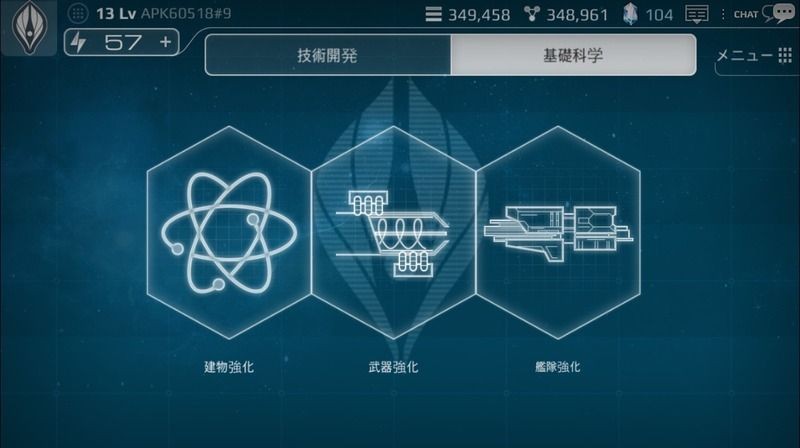 13 Lv APK60518#9
349,458
348,961
104
CHAT
57 +
技術開発
基礎科学
メニュー
建物強化
武器強化
艦隊強化